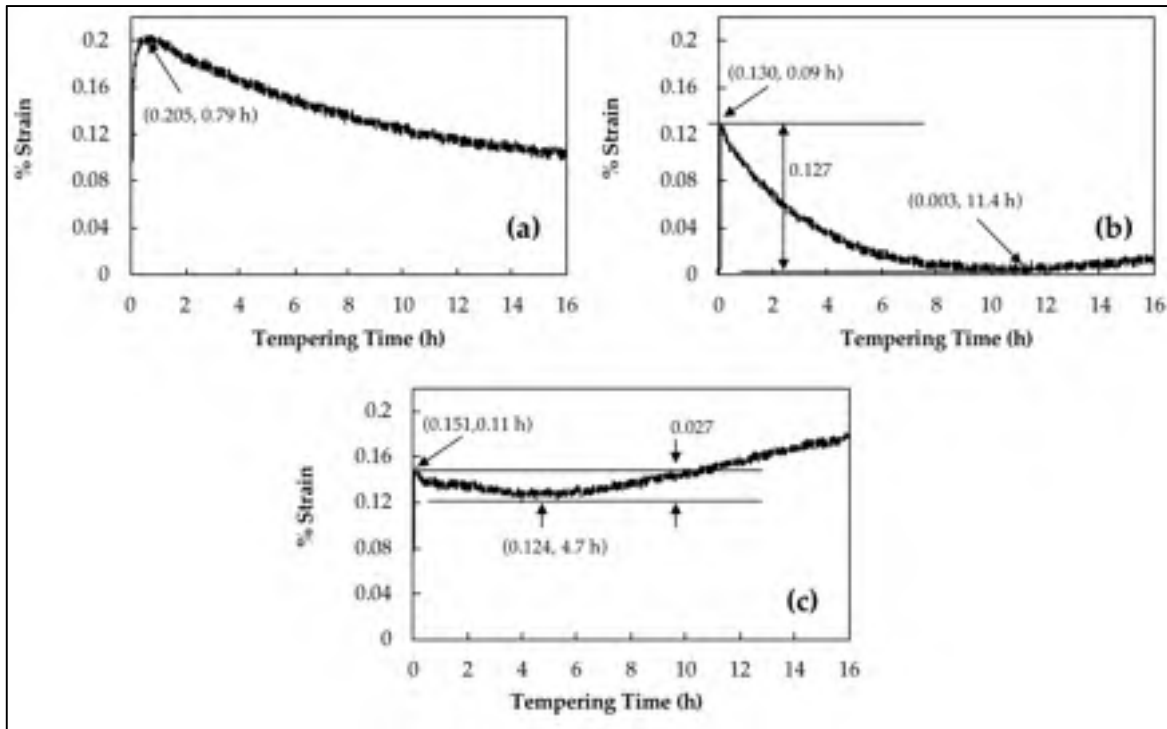 0.2
0.16
0.12
0.08
0.04
0
% Strain
(0.205, 0.79 h)
(a)
0 2 4 6 8 10 12 14 16
Tempering Time (h)
0.2
0.16
0.12
0.08
0.04
0
% Strain
(0.130, 0.09 h)
0.127
(0.003, 11.4 h)
(b)
0 2 4 6 8 10 12 14 16
Tempering Time (h)
0.2
0.16
0.12
0.08
0.04
0
% Strain
(0.151,0.11 h)
0.027
(0.124, 4.7 h)
(c)
0 2 4 6 8 10 12 14 16
Tempering Time (h)